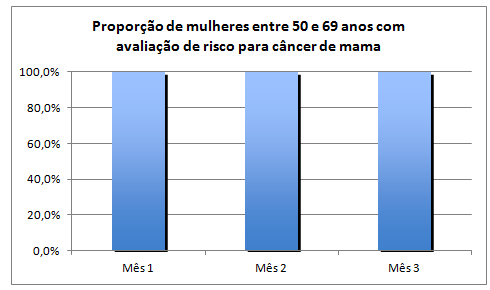 Proporção de mulheres entre 50 e 69 anos com
avaliação de risco para câncer de mama
100,0%
80,0%
60,0%
40,0%
20,0%
0,0%
Mês 1
Mês 2
Mês 3